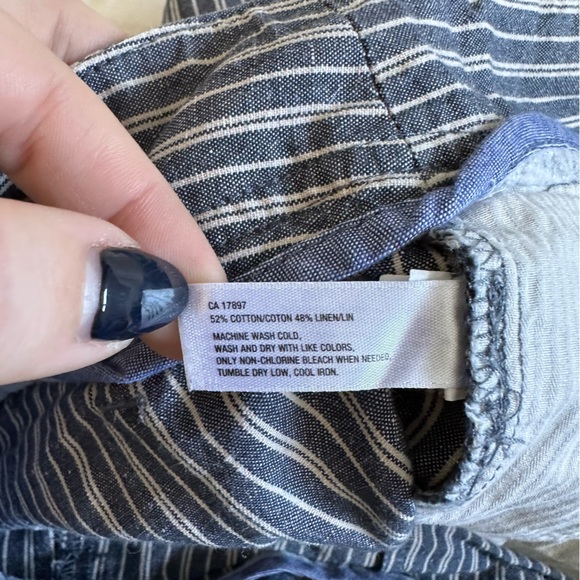 CA 17897
52% COTTON/COTON 48% LINEN/LIN
MACHINE WASH COLD,
WASH AND DRY WITH LIKE COLORS,
ONLY NON-CHLORINE BLEACH WHEN NEEDED,
TUMBLE DRY LOW, COOL IRON.